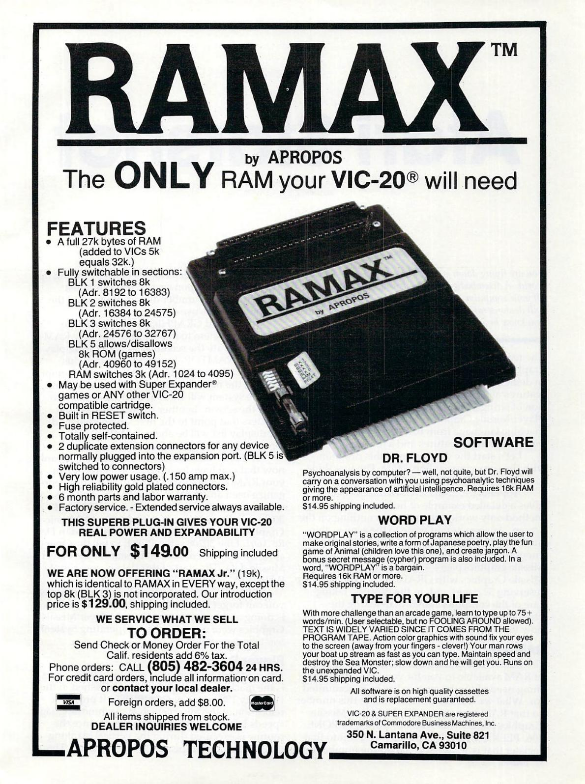 RAMAX™
by APROPOS
The ONLY RAM your VIC-20® will need
RAMAX™
by APROPOS
FEATURES
• A full 27k bytes of RAM
(added to VICs 5k
equals 32k.)
• Fully switchable in sections:
BLK 1 switches 8k
(Adr. 8192 to 16383)
BLK 2 switches 8k
(Adr. 16384 to 24575)
BLK 3 switches 8k
(Adr. 24576 to 32767)
BLK 5 allows/disallows
8k ROM (games)
(Adr. 40960 to 49152)
RAM switches 3k (Adr. 1024 to 4095)
• May be used with Super Expander®
games or ANY other VIC-20
compatible cartridge.
• Built in RESET switch.
• Fuse protected.
• Totally self-contained.
• 2 duplicate extension connectors for any device
normally plugged into the expansion port. (BLK 5 is
switched to connectors)
• Very low power usage. (.150 amp max.)
• High reliability gold plated connectors.
• 6 month parts and labor warranty.
• Factory service. - Extended service always available.
THIS SUPERB PLUG-IN GIVES YOUR VIC-20
REAL POWER AND EXPANDABILITY
FOR ONLY $149.00 Shipping included
WE ARE NOW OFFERING "RAMAX Jr." (19k),
which is identical to RAMAX in EVERY way, except the
top 8k (BLK 3) is not incorporated. Our introduction
price is $129.00, shipping included.
WE SERVICE WHAT WE SELL
TO ORDER:
Send Check or Money Order For the Total
Calif. residents add 6% tax.
Phone orders: CALL (805) 482-3604 24 HRS.
For credit card orders, include all information on card.
or contact your local dealer.
VISA Foreign orders, add $8.00. MasterCard
All items shipped from stock.
DEALER INQUIRIES WELCOME
SOFTWARE
DR. FLOYD
Psychoanalysis by computer? — well, not quite, but Dr. Floyd will
carry on a conversation with you using psychoanalytic techniques
giving the appearance of artificial intelligence. Requires 16k RAM
or more.
$14.95 shipping included.
WORD PLAY
"WORDPLAY" is a collection of programs which allow the user to
make original stories, write a form of Japanese poetry, play the fun
game of Animal (children love this one), and create jargon. A
bonus secret message (cypher) program is also included. In a
word, "WORDPLAY" is a bargain.
Requires 16k RAM or more.
$14.95 shipping included.
TYPE FOR YOUR LIFE
With more challenge than an arcade game, learn to type up to 75+
words/min. (User selectable, but no FOOLING AROUND allowed).
TEXT IS WIDELY VARIED SINCE IT COMES FROM THE
PROGRAM TAPE. Action color graphics with sound fix your eyes
to the screen (away from your fingers - clever!) Your man rows
your boat up stream as fast as you can type. Maintain speed and
destroy the Sea Monster; slow down and he will get you. Runs on
the unexpanded VIC.
$14.95 shipping included.
All software is on high quality cassettes
and is replacement guaranteed.
VIC-20 & SUPER EXPANDER are registered
trademarks of Commodore Business Machines, Inc.
350 N. Lantana Ave., Suite 821
Camarillo, CA 93010
APROPOS TECHNOLOGY